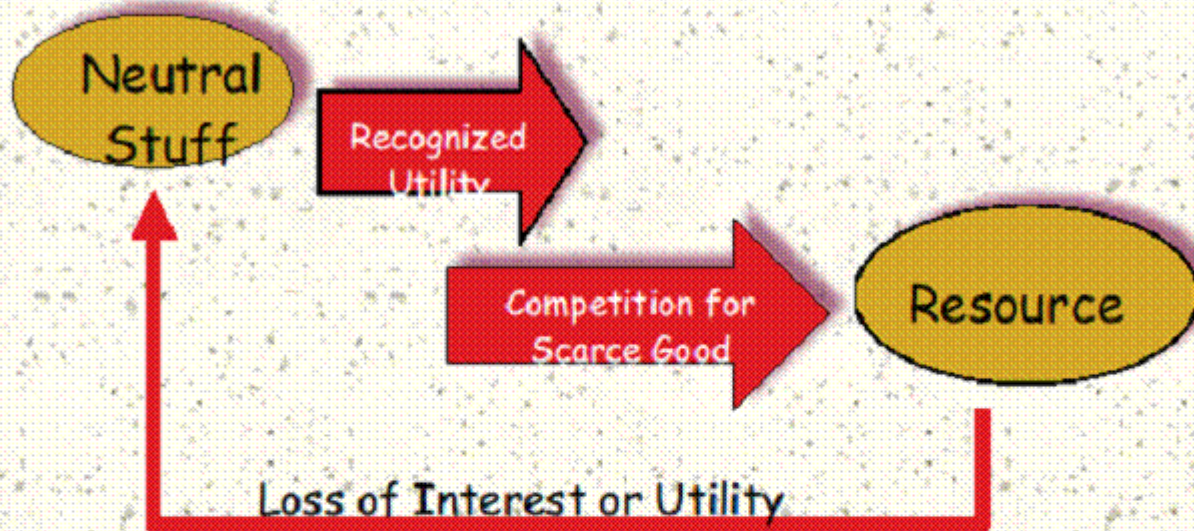 Neutral
Stuff
Recognized
Utility
Competition for
Scarce Good
Resource
Loss of Interest or Utility